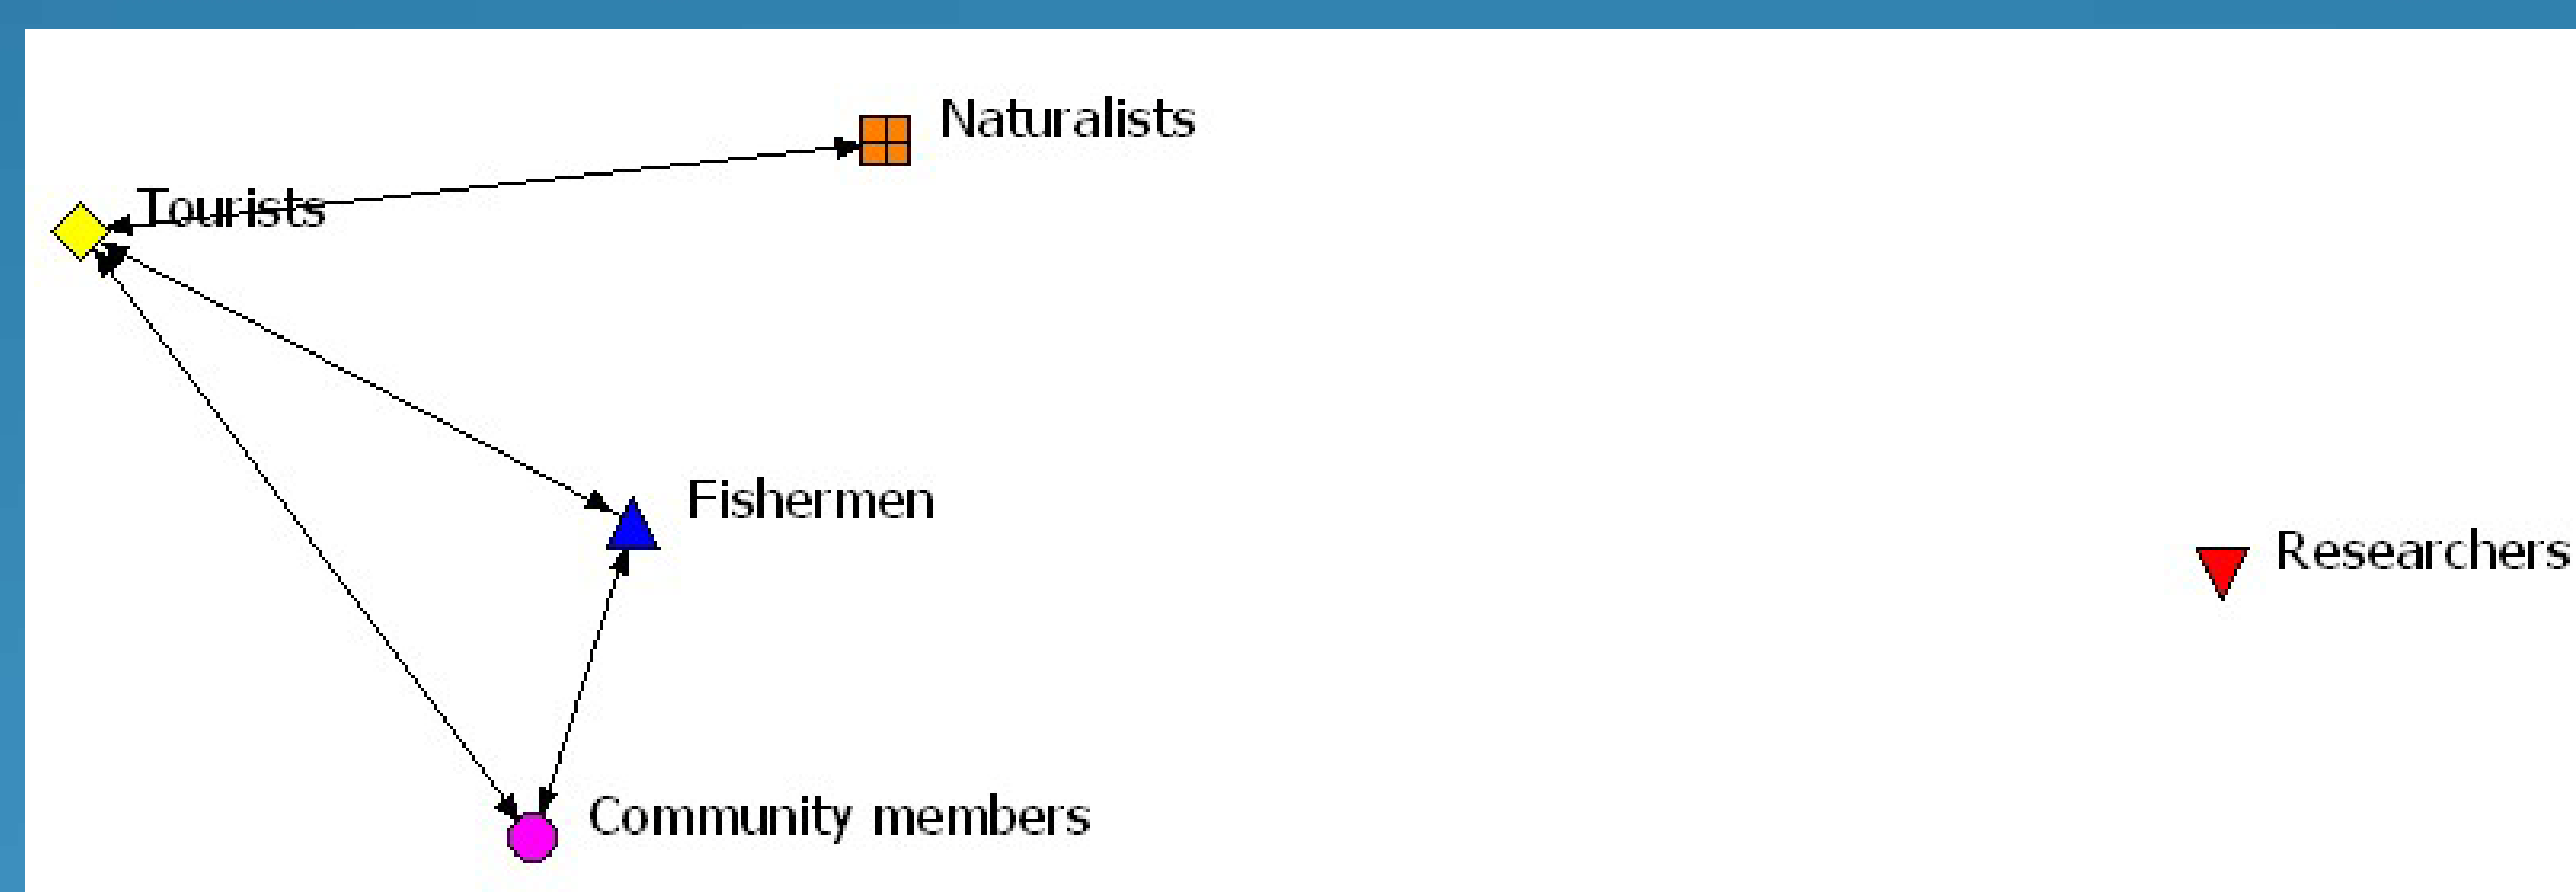 Naturalists
Tourists
Fishermen
Researchers
Community members